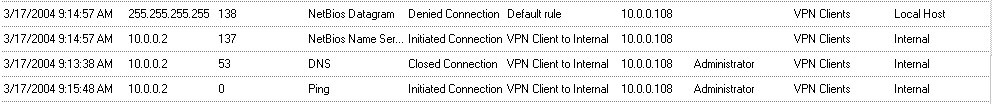 3/17/2004 9:14:57 AM 255.255.255.255 138 NetBios Datagram Denied Connection Default rule 10.0.0.108 VPN Clients Local Host
3/17/2004 9:14:57 AM 10.0.0.2 137 NetBios Name Ser... Initiated Connection VPN Client to Internal 10.0.0.108 VPN Clients Internal
3/17/2004 9:13:38 AM 10.0.0.2 53 DNS Closed Connection VPN Client to Internal 10.0.0.108 Administrator VPN Clients Internal
3/17/2004 9:15:48 AM 10.0.0.2 0 Ping Initiated Connection VPN Client to Internal 10.0.0.108 Administrator VPN Clients Internal